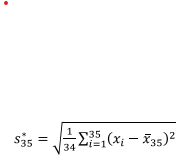 s*₃₅ = √(1/34 ∑³⁵ᵢ₌₁(xᵢ − x̄₃₅)²